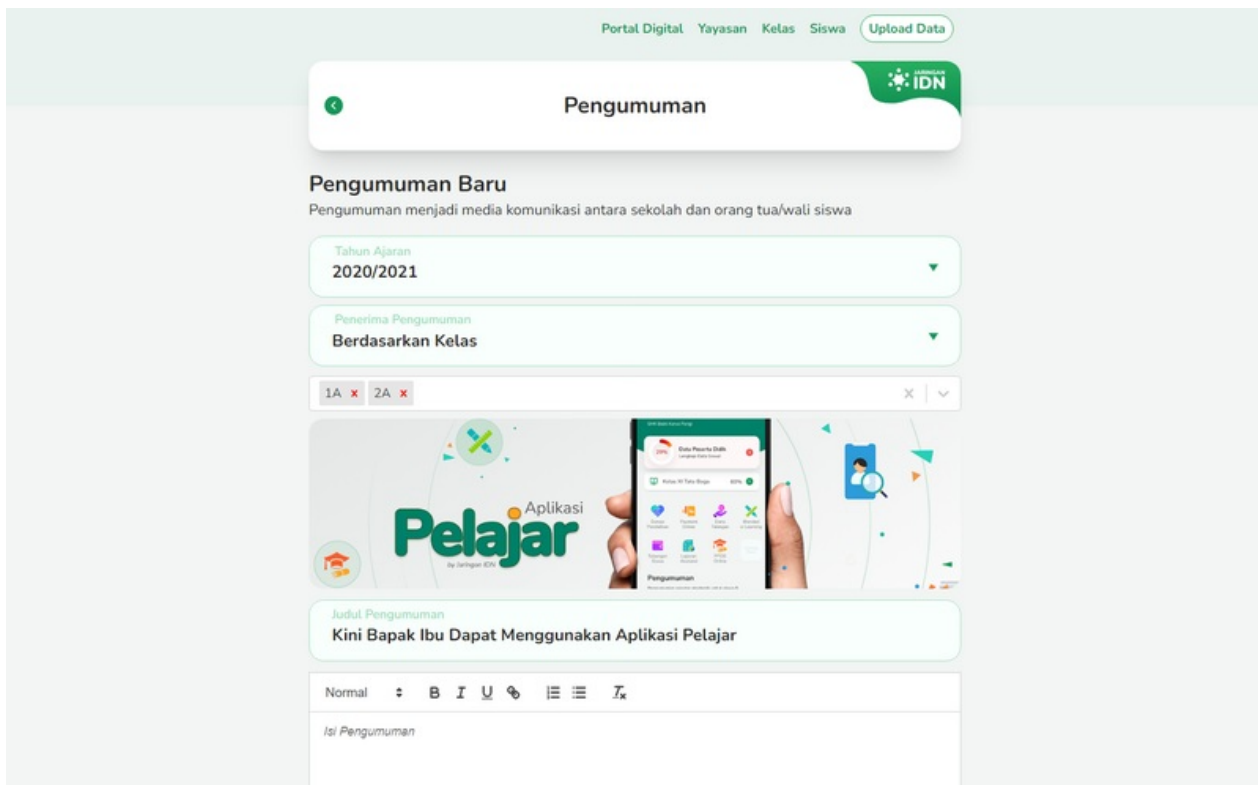 Portal Digital Yayasan Kelas Siswa Upload Data
JARINGAN
IDN
Pengumuman
Pengumuman Baru
Pengumuman menjadi media komunikasi antara sekolah dan orang tua/wali siswa
Tahun Ajaran
2020/2021
Penerima Pengumuman
Berdasarkan Kelas
1A x 2A x
Aplikasi
Pelajar
by Jaringan IDN
Data Peserta Didik
Pengumuman
Judul Pengumuman
Kini Bapak Ibu Dapat Menggunakan Aplikasi Pelajar
Normal B I U
Isi Pengumuman